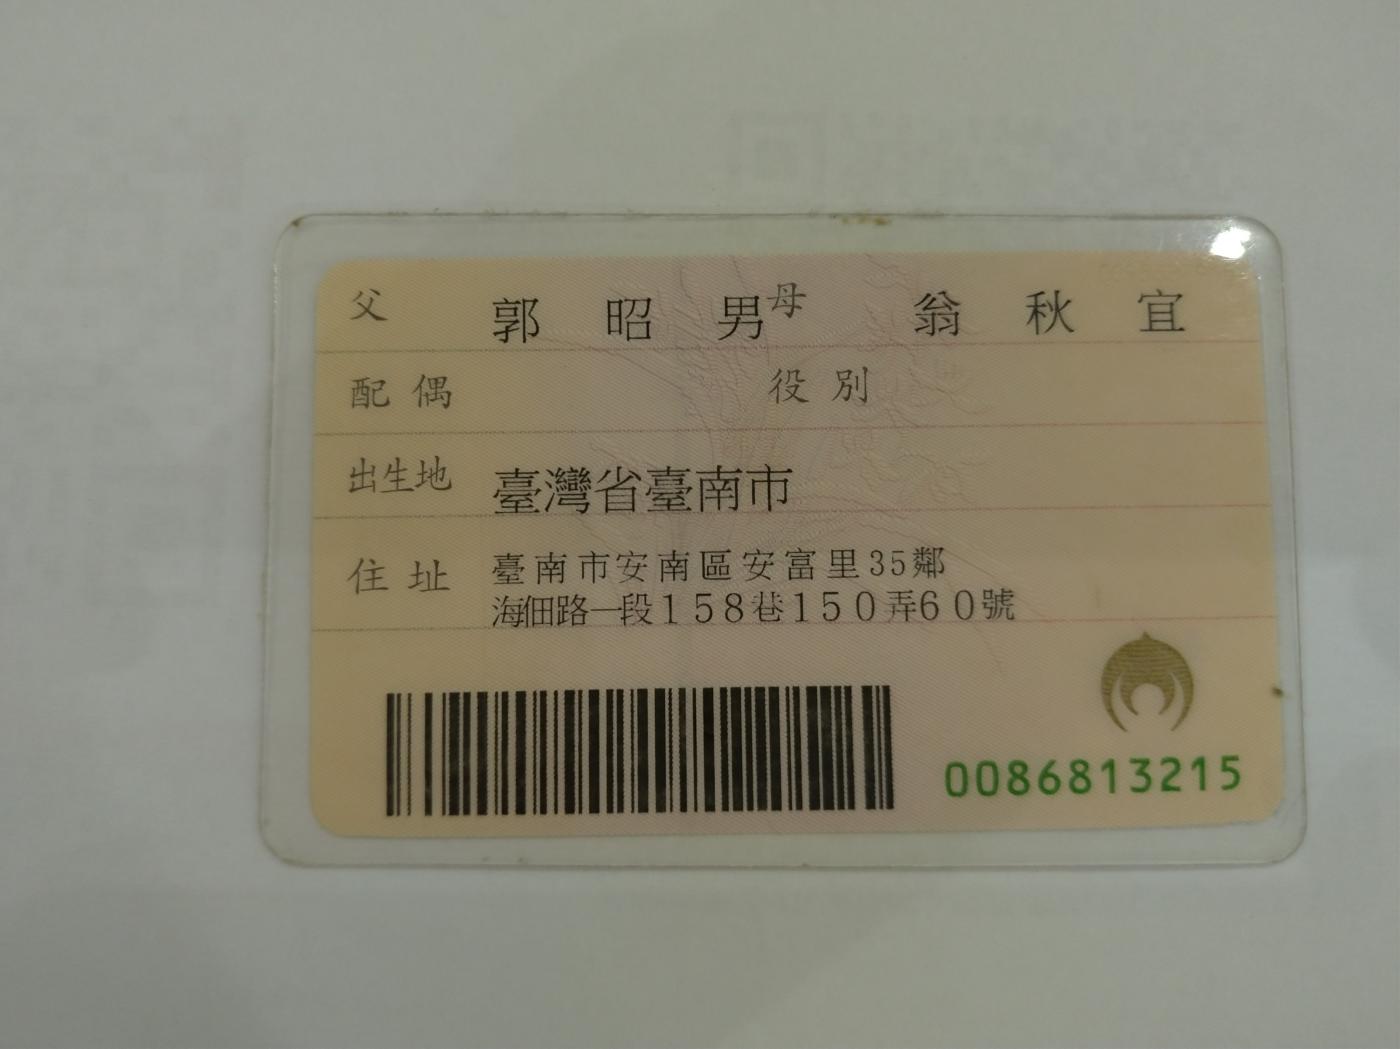 父 郭昭男 母 翁秋宜
配偶 役別
出生地 臺灣省臺南市
住址 臺南市安南區安富里35鄰
海佃路一段158巷150弄60號
0086813215